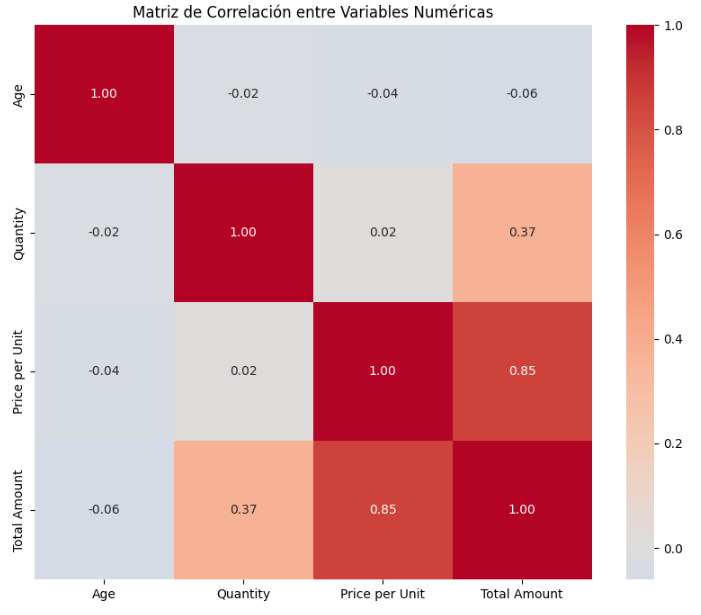 Matriz de Correlación entre Variables Numéricas
Age
1.00
-0.02
-0.04
-0.06
Quantity
-0.02
1.00
0.02
0.37
Price per Unit
-0.04
0.02
1.00
0.85
Total Amount
-0.06
0.37
0.85
1.00
Age
Quantity
Price per Unit
Total Amount
1.0
0.8
0.6
0.4
0.2
0.0